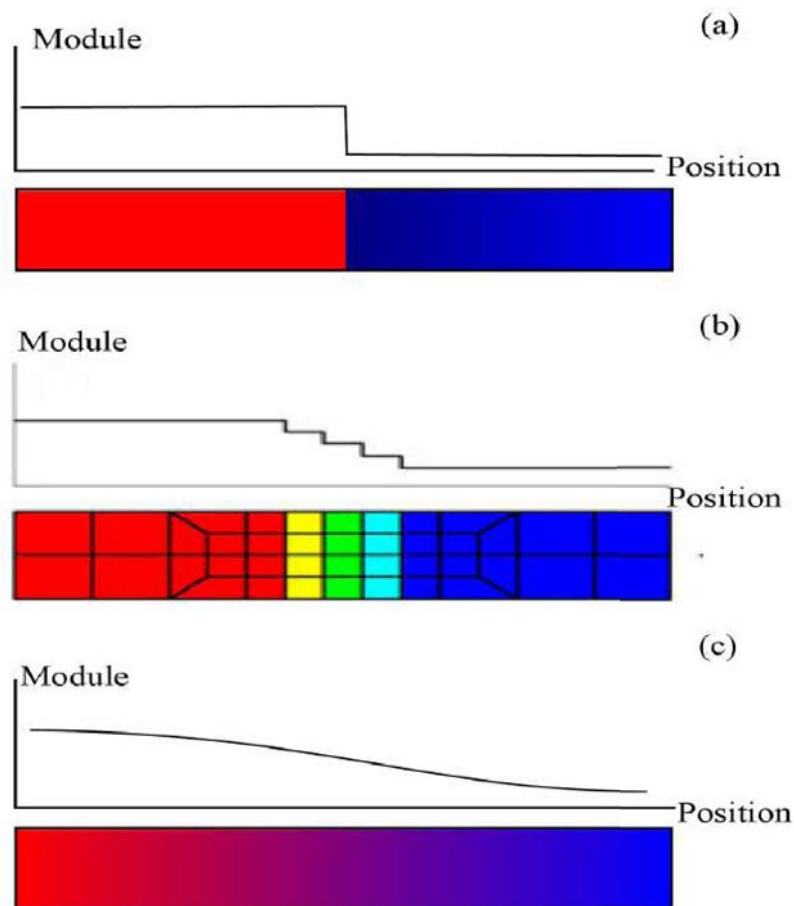 (a)
Module
Position
(b)
Module
Position
(c)
Module
Position